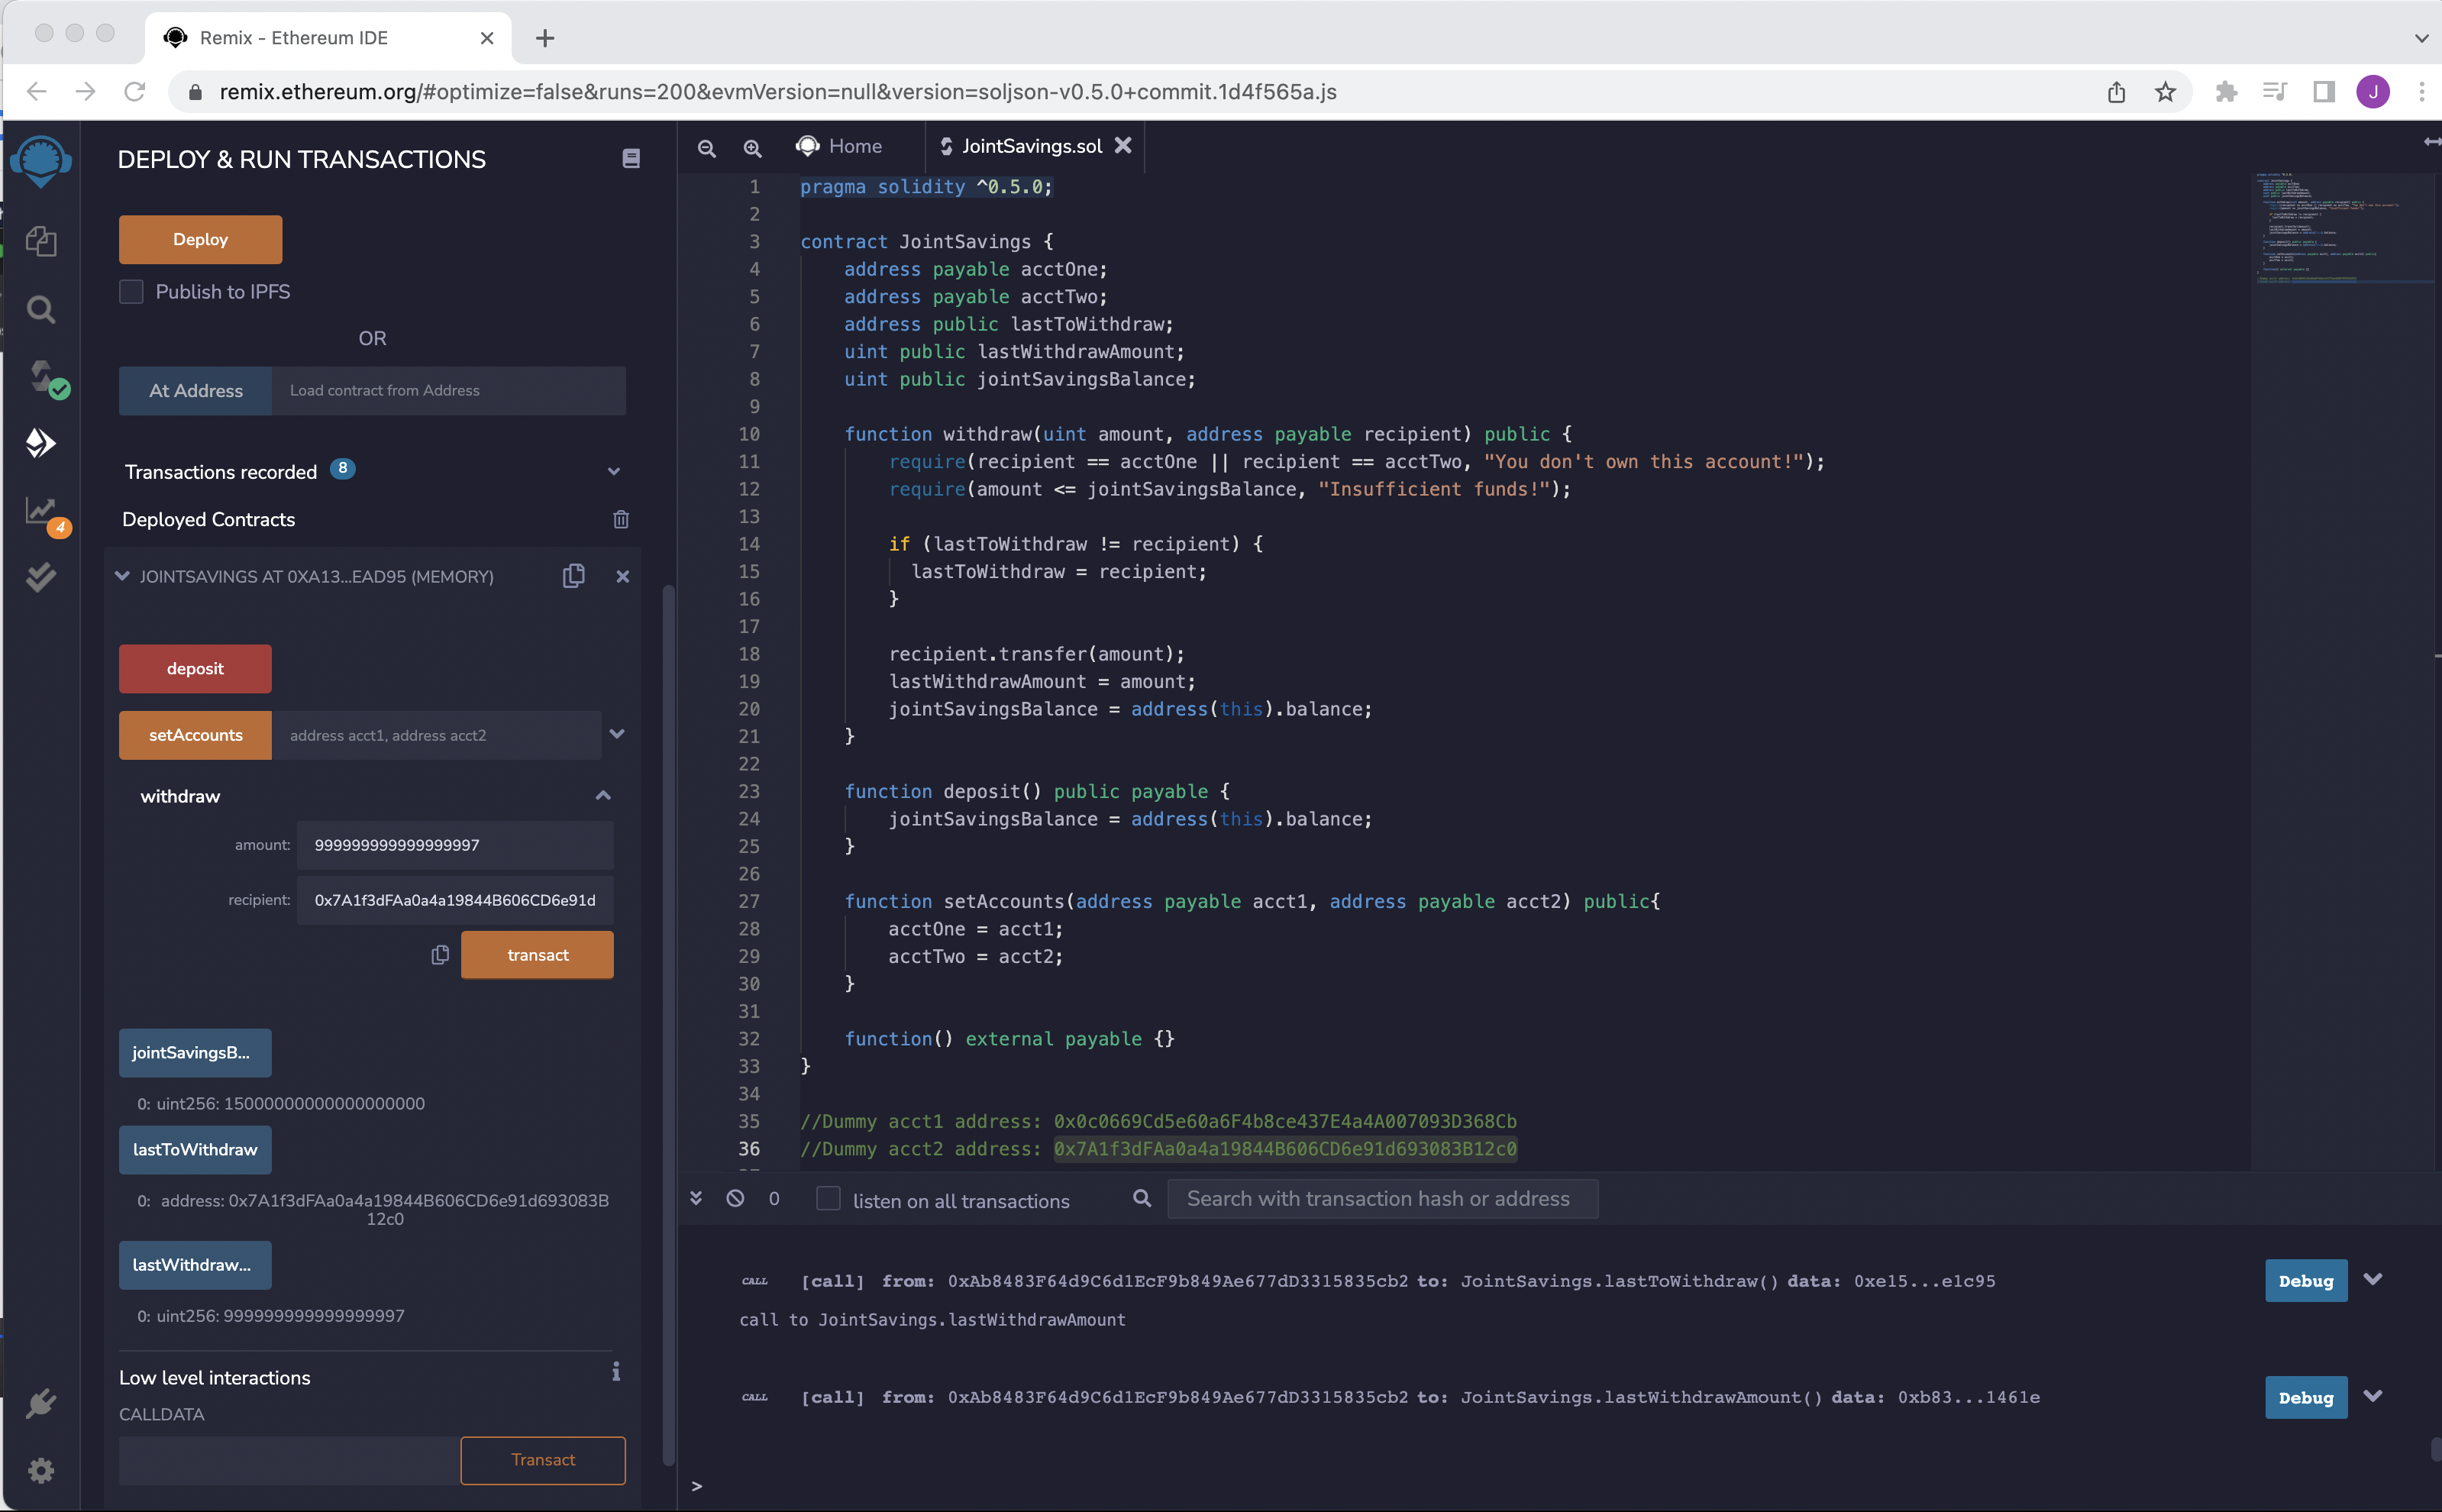 Remix - Ethereum IDE
remix.ethereum.org/#optimize=false&runs=200&evmVersion=null&version=soljson-v0.5.0+commit.1d4f565a.js
J
DEPLOY & RUN TRANSACTIONS
Deploy
Publish to IPFS
OR
At Address
Load contract from Address
Transactions recorded 8
Deployed Contracts
4
JOINTSAVINGS AT 0XA13...EAD95 (MEMORY)
deposit
setAccounts
address acct1, address acct2
withdraw
amount: 999999999999999997
recipient: 0x7A1f3dFAa0a4a19844B606CD6e91d
transact
jointSavingsB...
0: uint256: 15000000000000000000
lastToWithdraw
0: address: 0x7A1f3dFAa0a4a19844B606CD6e91d693083B
12c0
lastWithdraw...
0: uint256: 999999999999999997
Low level interactions
CALLDATA
Transact
Home
JointSavings.sol
1 pragma solidity ^0.5.0;
2
3 contract JointSavings {
4 address payable acctOne;
5 address payable acctTwo;
6 address public lastToWithdraw;
7 uint public lastWithdrawAmount;
8 uint public jointSavingsBalance;
9
10 function withdraw(uint amount, address payable recipient) public {
11 require(recipient == acctOne || recipient == acctTwo, "You don't own this account!");
12 require(amount <= jointSavingsBalance, "Insufficient funds!");
13
14 if (lastToWithdraw != recipient) {
15 lastToWithdraw = recipient;
16 }
17
18 recipient.transfer(amount);
19 lastWithdrawAmount = amount;
20 jointSavingsBalance = address(this).balance;
21 }
22
23 function deposit() public payable {
24 jointSavingsBalance = address(this).balance;
25 }
26
27 function setAccounts(address payable acct1, address payable acct2) public{
28 acctOne = acct1;
29 acctTwo = acct2;
30 }
31
32 function() external payable {}
33 }
34
35 //Dummy acct1 address: 0x0c0669Cd5e60a6F4b8ce437E4a4A007093D368Cb
36 //Dummy acct2 address: 0x7A1f3dFAa0a4a19844B606CD6e91d693083B12c0
0
listen on all transactions
Search with transaction hash or address
CALL [call] from: 0xAb8483F64d9C6d1EcF9b849Ae677dD3315835cb2 to: JointSavings.lastToWithdraw() data: 0xe15...e1c95
Debug
call to JointSavings.lastWithdrawAmount
CALL [call] from: 0xAb8483F64d9C6d1EcF9b849Ae677dD3315835cb2 to: JointSavings.lastWithdrawAmount() data: 0xb83...1461e
Debug
>